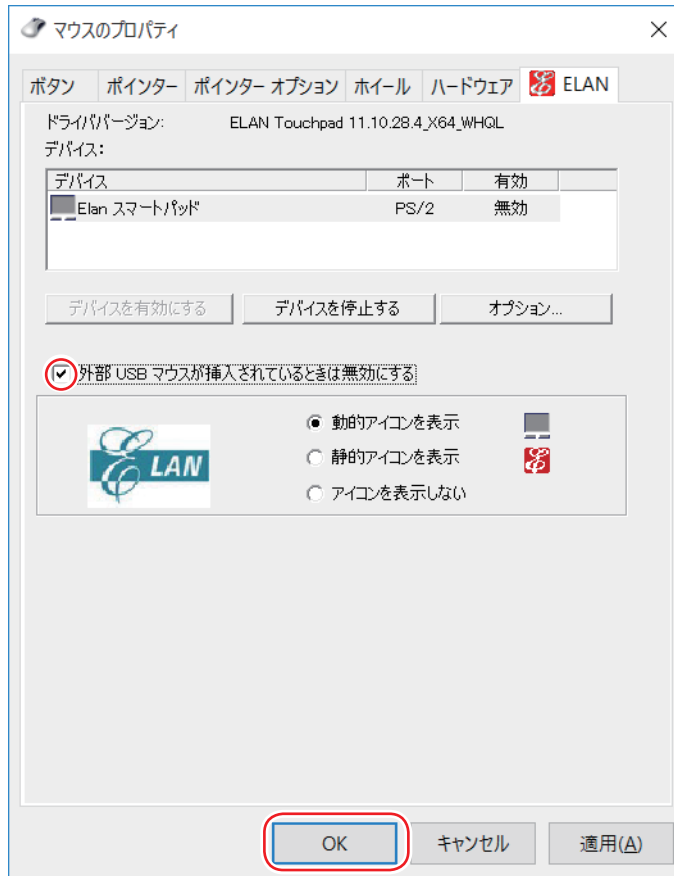 マウスのプロパティ
ボタン ポインター ポインター オプション ホイール ハードウェア ELAN
ドライババージョン: ELAN Touchpad 11.10.28.4_X64_WHQL
デバイス:
デバイス ポート 有効
Elan スマートパッド PS/2 無効
デバイスを有効にする デバイスを停止する オプション...
外部 USB マウスが挿入されているときは無効にする
動的アイコンを表示
静的アイコンを表示
アイコンを表示しない
ELAN
OK キャンセル 適用(A)